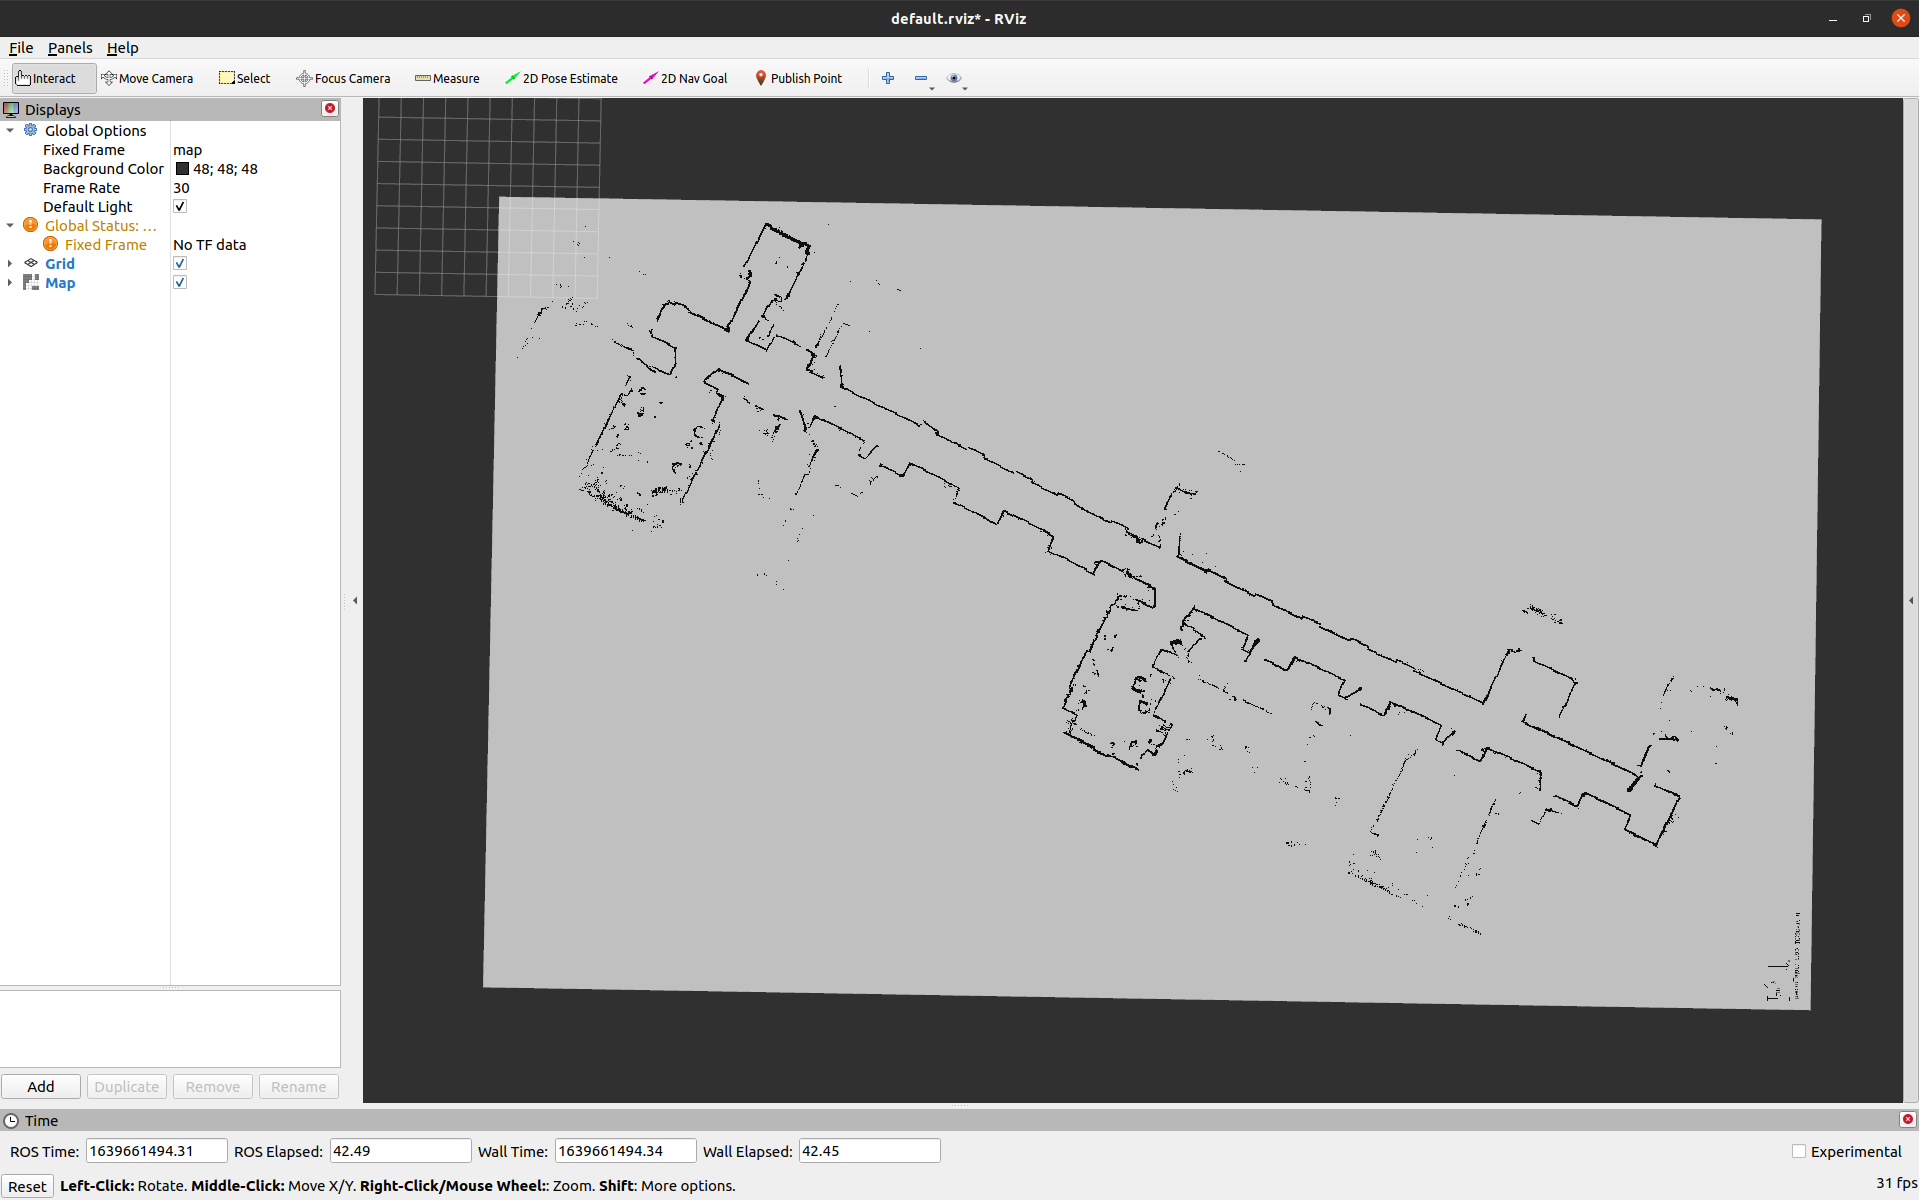 default.rviz* - RViz
File Panels Help
Interact Move Camera Select Focus Camera Measure 2D Pose Estimate 2D Nav Goal Publish Point
Displays
Global Options
Fixed Frame map
Background Color 48; 48; 48
Frame Rate 30
Default Light
Global Status: ...
Fixed Frame No TF data
Grid
Map
Add Duplicate Remove Rename
Time
ROS Time: 1639661494.31 ROS Elapsed: 42.49 Wall Time: 1639661494.34 Wall Elapsed: 42.45 Experimental
Reset Left-Click: Rotate. Middle-Click: Move X/Y. Right-Click/Mouse Wheel:: Zoom. Shift: More options. 31 fps